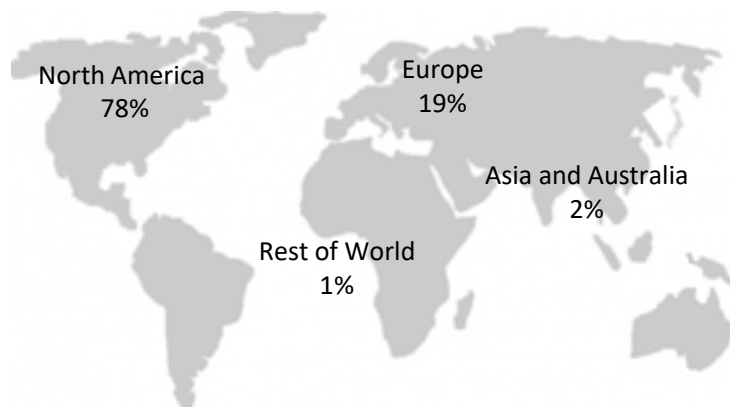 North America
78%
Europe
19%
Asia and Australia
2%
Rest of World
1%